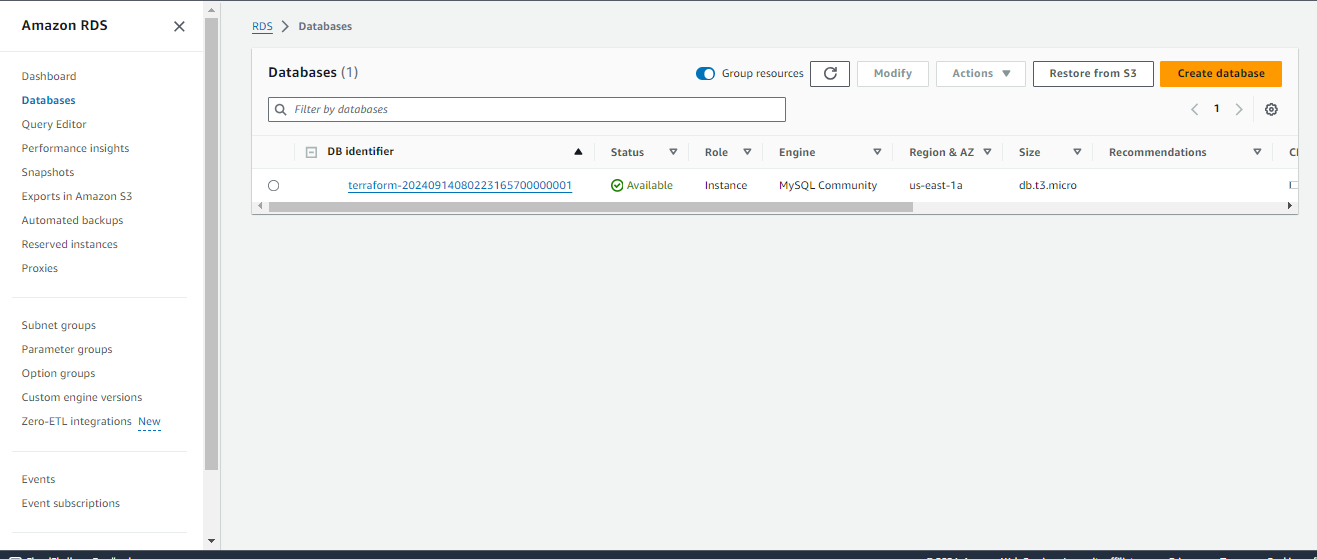 Amazon RDS
Dashboard
Databases
Query Editor
Performance insights
Snapshots
Exports in Amazon S3
Automated backups
Reserved instances
Proxies
Subnet groups
Parameter groups
Option groups
Custom engine versions
Zero-ETL integrations New
Events
Event subscriptions
RDS Databases
Databases (1)
Group resources Modify Actions Restore from S3 Create database
Filter by databases
1
DB identifier Status Role Engine Region & AZ Size Recommendations
terraform-20240914080223165700000001 Available Instance MySQL Community us-east-1a db.t3.micro